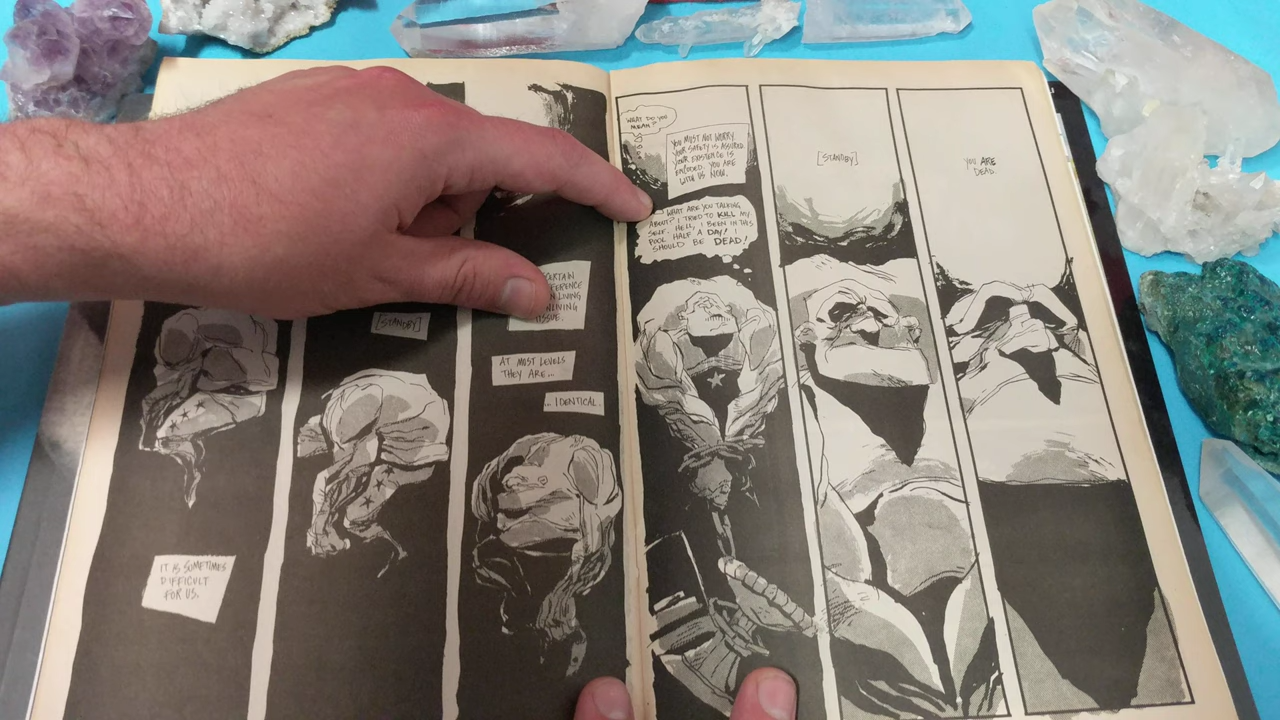 [STANDBY]
IT IS SOMETIMES
DIFFICULT
FOR US.
CERTAIN
LIVING
TISSUE.
AT MOST LEVELS
THEY ARE...
... IDENTICAL.
WHAT DO YOU
MEAN?
YOU MUST NOT WORRY.
YOUR SAFETY IS ASSURED.
YOUR EXISTENCE IS
ENCODED. YOU ARE
WITH US NOW.
WHAT ARE YOU TALKING
ABOUT? I TRIED TO KILL MY
SELF. HELL, I BEEN IN THIS
POOL HALF A DAY! I
SHOULD BE DEAD!
[STANDBY]
YOU ARE
DEAD.